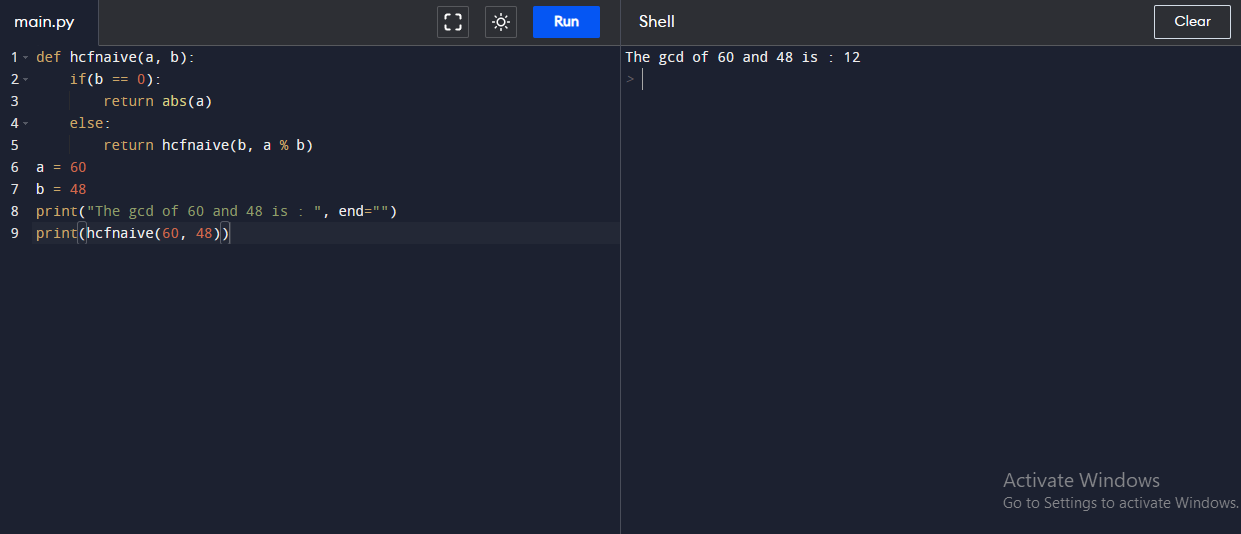 main.py
Run
Shell
Clear
1 def hcfnaive(a, b):
2     if(b == 0):
3         return abs(a)
4     else:
5         return hcfnaive(b, a % b)
6 a = 60
7 b = 48
8 print("The gcd of 60 and 48 is : ", end="")
9 print(hcfnaive(60, 48))
The gcd of 60 and 48 is : 12
>
Activate Windows
Go to Settings to activate Windows.